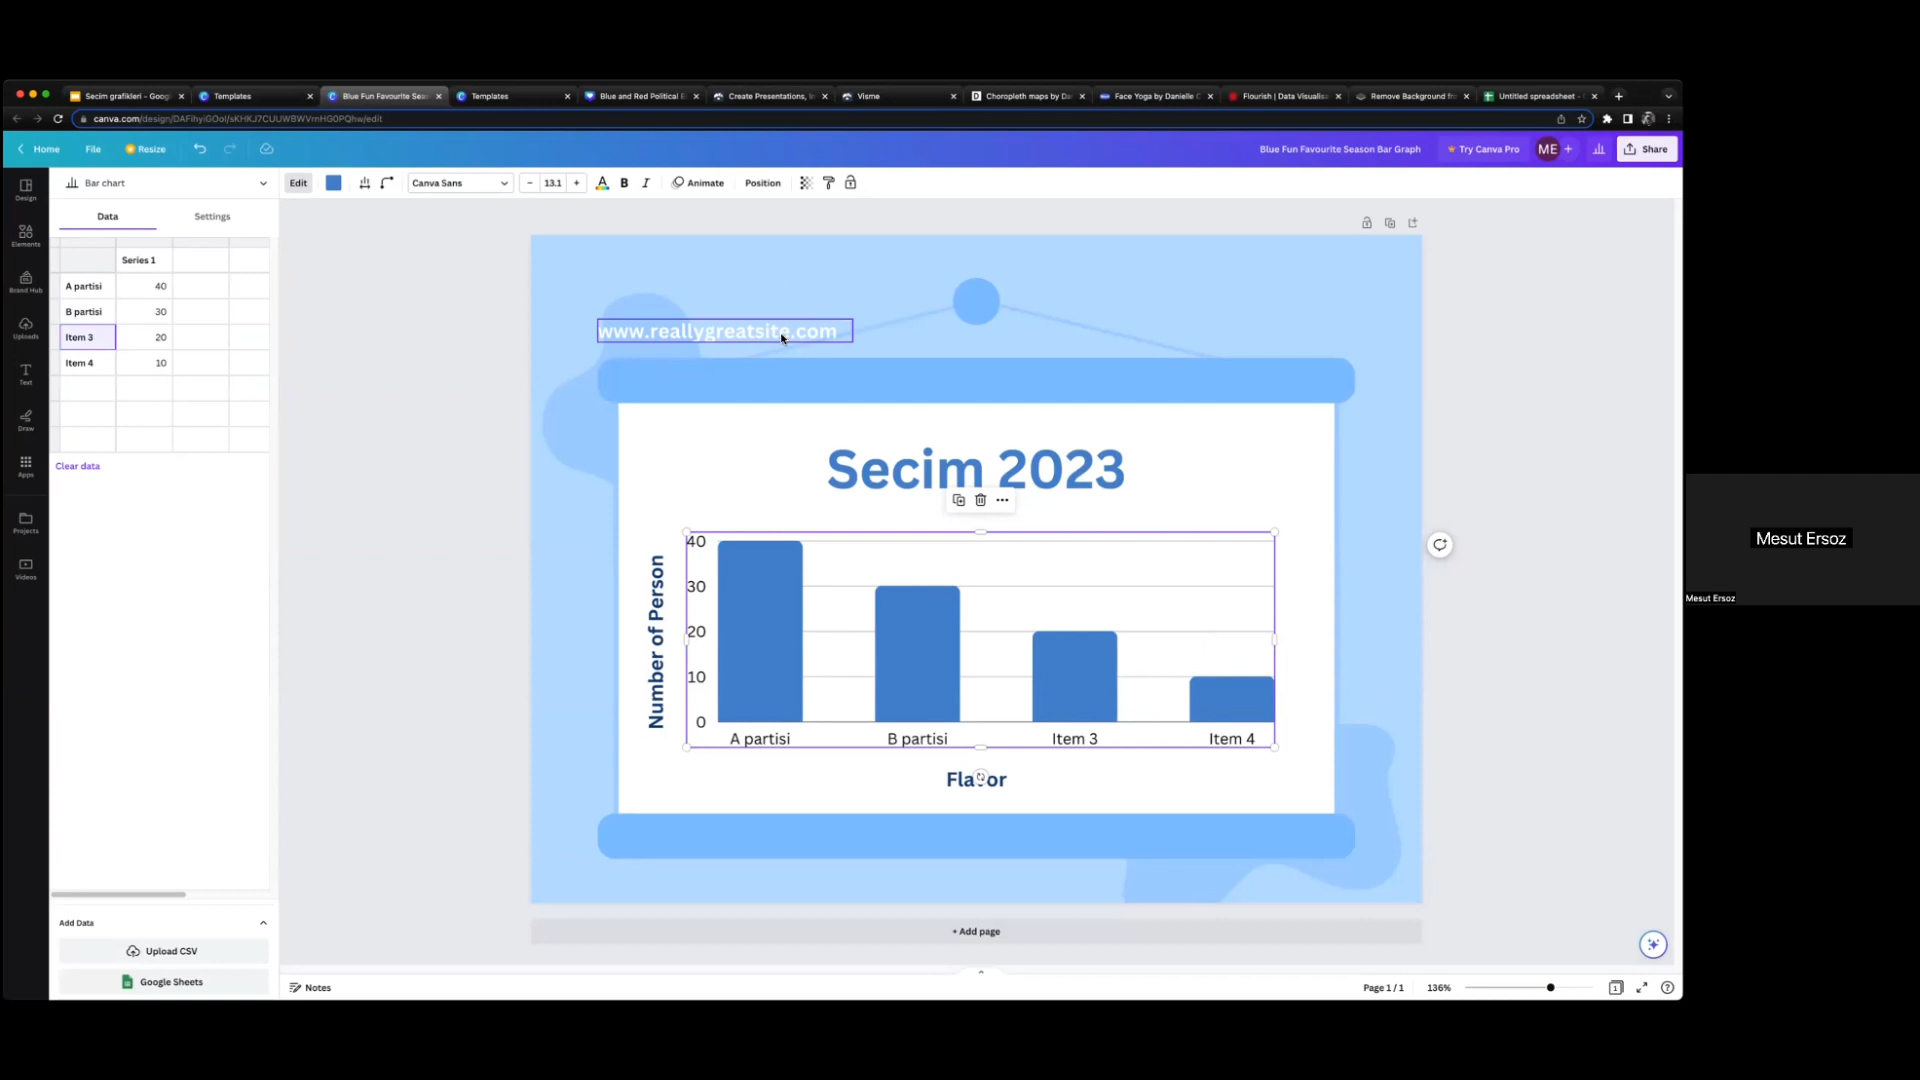 Secim grafikleri - Goog
Templates
Blue Fun Favourite Seas
Templates
Blue and Red Political E
Create Presentations, In
Visme
Choropleth maps by Da
Face Yoga by Danielle C
Flourish | Data Visualisa
Remove Background fr
Untitled spreadsheet -
canva.com/design/DAFihyiGOoI/sKHKJ7CUUWBWVrnHG0PQhw/edit
Home
File
Resize
Blue Fun Favourite Season Bar Graph
Try Canva Pro
ME
Share
Bar chart
Edit
Canva Sans
13.1
A
B
I
Animate
Position
Design
Elements
Brand Hub
Uploads
Text
Draw
Apps
Projects
Videos
Data
Settings
Series 1
A partisi 40
B partisi 30
Item 3 20
Item 4 10
Clear data
Add Data
Upload CSV
Google Sheets
www.reallygreatsite.com
Secim 2023
Number of Person
40
30
20
10
0
A partisi B partisi Item 3 Item 4
Flavor
+ Add page
Notes
Page 1 / 1
136%
1
Mesut Ersoz
Mesut Ersoz